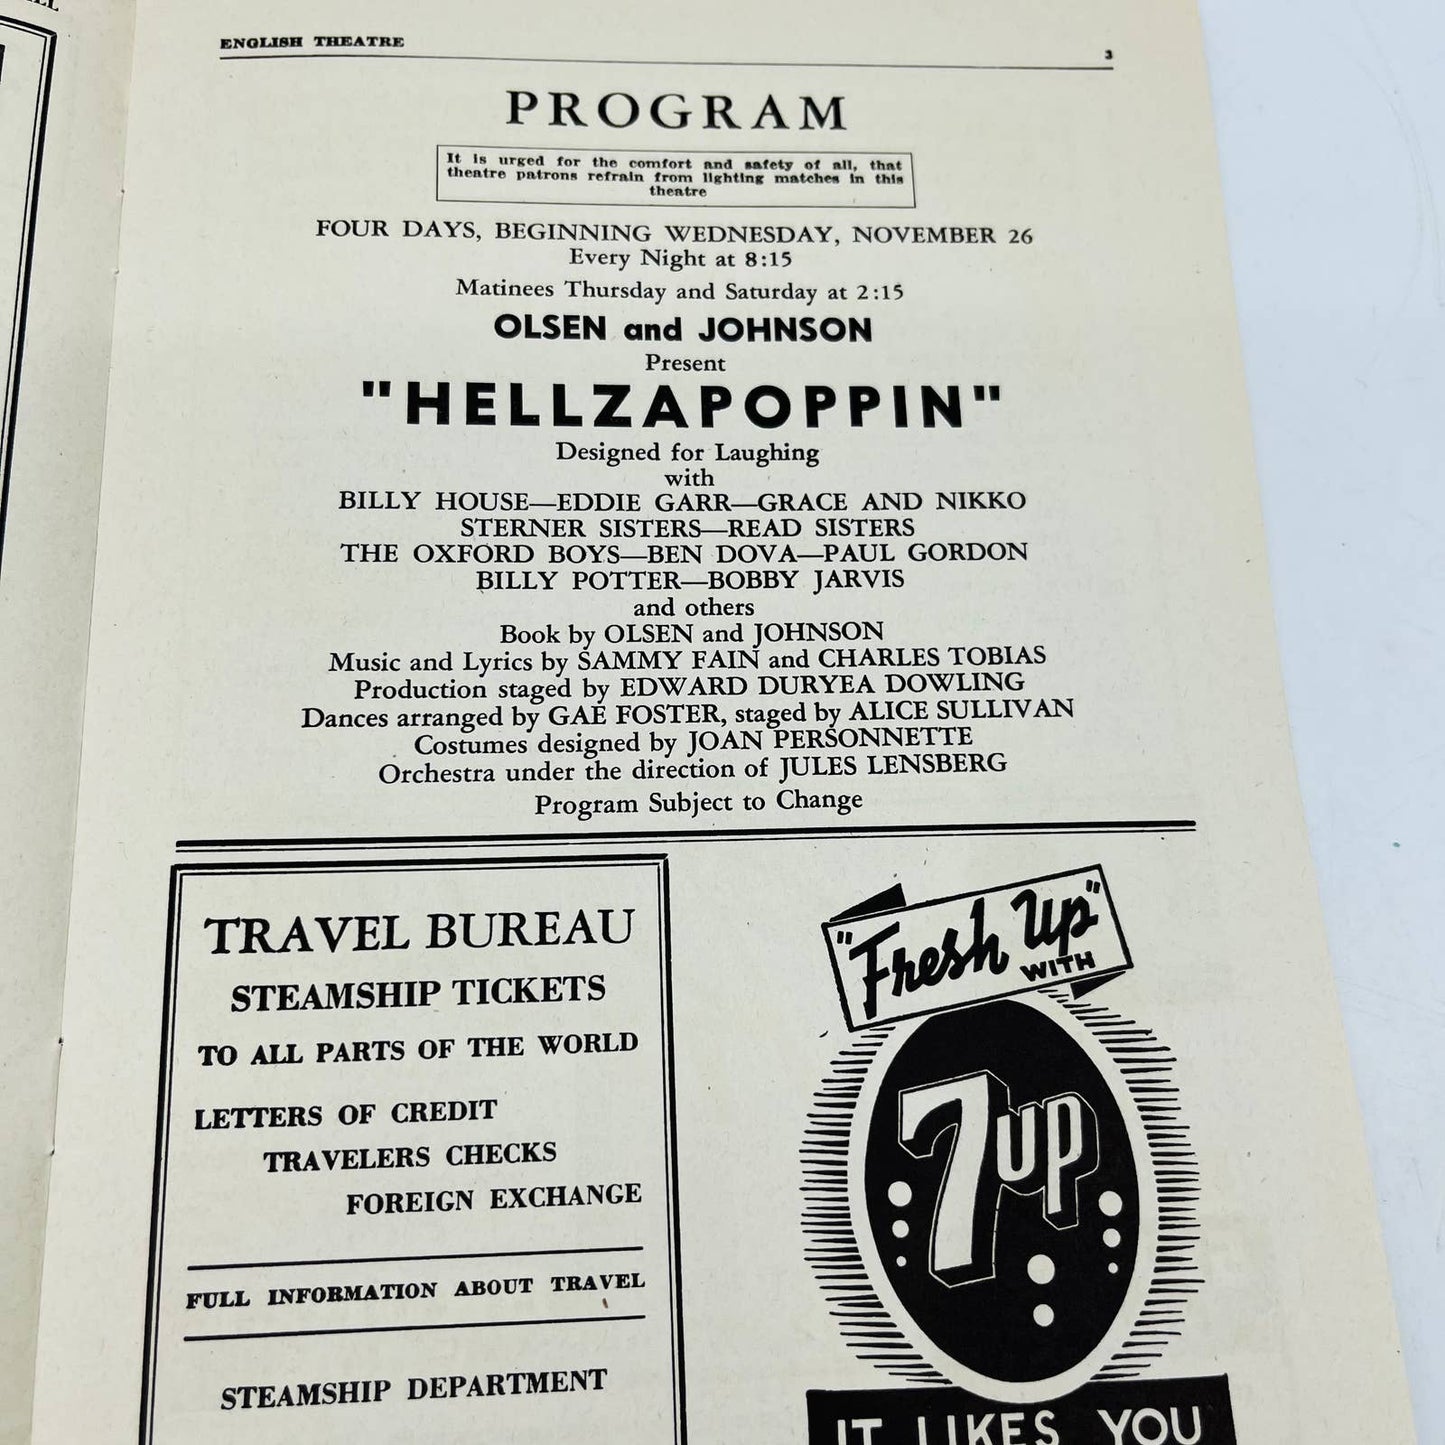 ENGLISH THEATRE
3
PROGRAM
It is urged for the comfort and safety of all, that
theatre patrons refrain from lighting matches in this
theatre
FOUR DAYS, BEGINNING WEDNESDAY, NOVEMBER 26
Every Night at 8:15
Matinees Thursday and Saturday at 2:15
OLSEN and JOHNSON
Present
"HELLZAPOPPIN"
Designed for Laughing
with
BILLY HOUSE—EDDIE GARR—GRACE AND NIKKO
STERNER SISTERS—READ SISTERS
THE OXFORD BOYS—BEN DOVA—PAUL GORDON
BILLY POTTER—BOBBY JARVIS
and others
Book by OLSEN and JOHNSON
Music and Lyrics by SAMMY FAIN and CHARLES TOBIAS
Production staged by EDWARD DURYEA DOWLING
Dances arranged by GAE FOSTER, staged by ALICE SULLIVAN
Costumes designed by JOAN PERSONNETTE
Orchestra under the direction of JULES LENSBERG
Program Subject to Change
TRAVEL BUREAU
STEAMSHIP TICKETS
TO ALL PARTS OF THE WORLD
LETTERS OF CREDIT
TRAVELERS CHECKS
FOREIGN EXCHANGE
FULL INFORMATION ABOUT TRAVEL
STEAMSHIP DEPARTMENT
"Fresh Up"
WITH
7UP
IT LIKES YOU